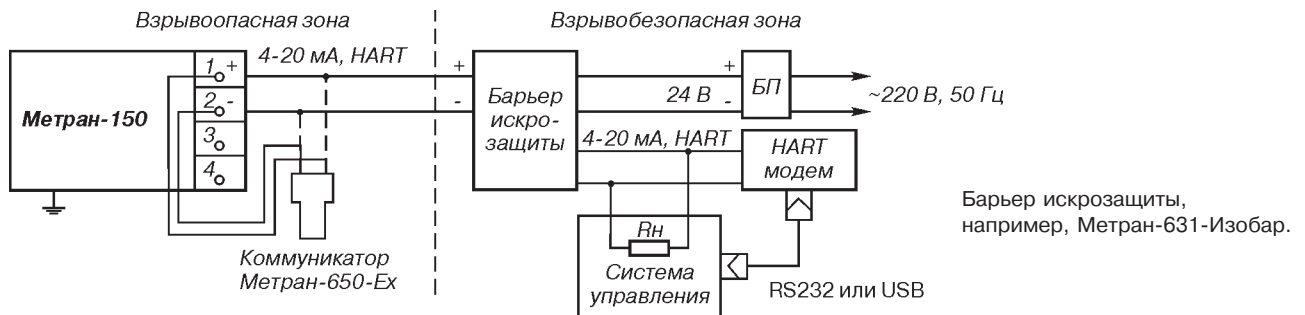 Взрывоопасная зона
Взрывобезопасная зона
1 +
4-20 мА, HART
+
+
2 -
-
24 В
-
БП
~220 В, 50 Гц
Метран-150
3
4
Барьер
искро-
защиты
4-20 мА, HART
HART
модем
Коммуникатор
Метран-650-Ех
Rн
Система
управления
RS232 или USB
Барьер искрозащиты,
например, Метран-631-Изобар.